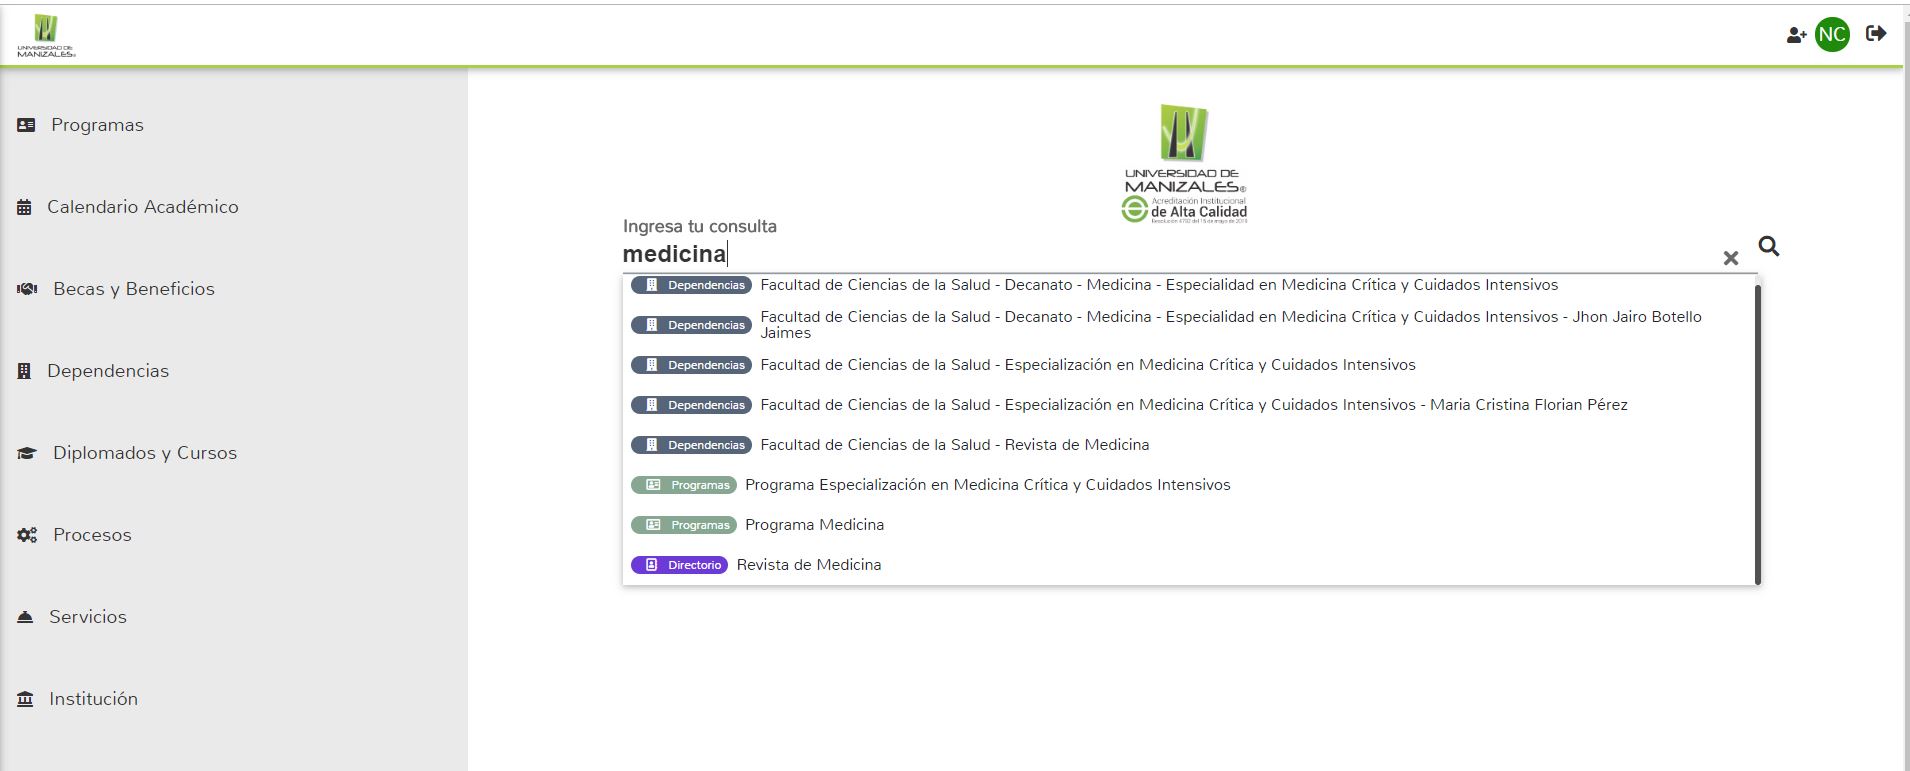 UNIVERSIDAD DE
MANIZALES®
NC
Programas
Calendario Académico
Becas y Beneficios
Dependencias
Diplomados y Cursos
Procesos
Servicios
Institución
UNIVERSIDAD DE
MANIZALES®
Acreditación Institucional
de Alta Calidad
Ingresa tu consulta
medicina
Dependencias Facultad de Ciencias de la Salud - Decanato - Medicina - Especialidad en Medicina Crítica y Cuidados Intensivos
Dependencias Facultad de Ciencias de la Salud - Decanato - Medicina - Especialidad en Medicina Crítica y Cuidados Intensivos - Jhon Jairo Botello
Jaimes
Dependencias Facultad de Ciencias de la Salud - Especialización en Medicina Crítica y Cuidados Intensivos
Dependencias Facultad de Ciencias de la Salud - Especialización en Medicina Crítica y Cuidados Intensivos - Maria Cristina Florian Pérez
Dependencias Facultad de Ciencias de la Salud - Revista de Medicina
Programas Programa Especialización en Medicina Crítica y Cuidados Intensivos
Programas Programa Medicina
Directorio Revista de Medicina